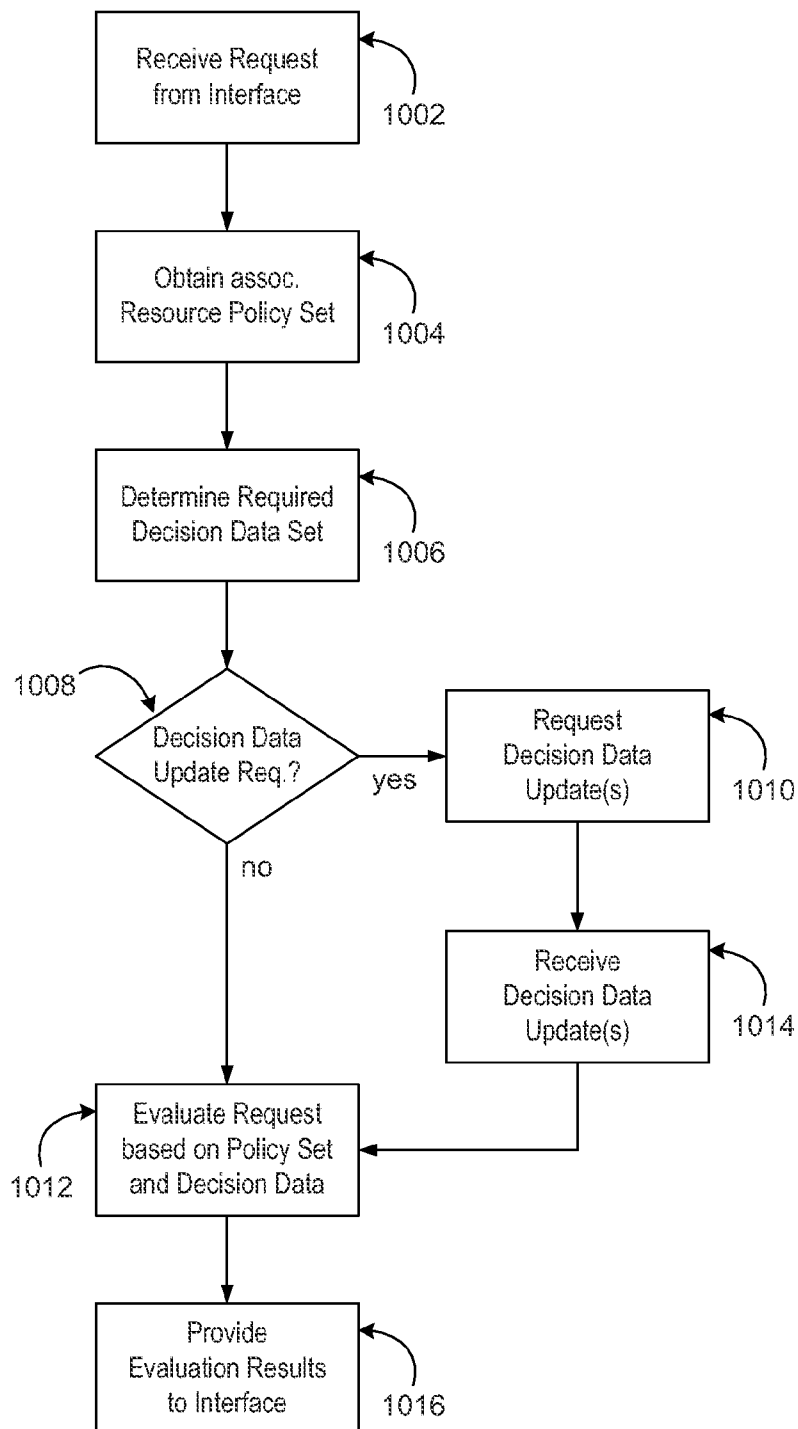 Receive Request
from Interface
1002
Obtain assoc.
Resource Policy Set
1004
Determine Required
Decision Data Set
1006
1008
Decision Data
Update Req.?
yes
no
Request
Decision Data
Update(s)
1010
Receive
Decision Data
Update(s)
1014
Evaluate Request
based on Policy Set
and Decision Data
1012
Provide
Evaluation Results
to Interface
1016